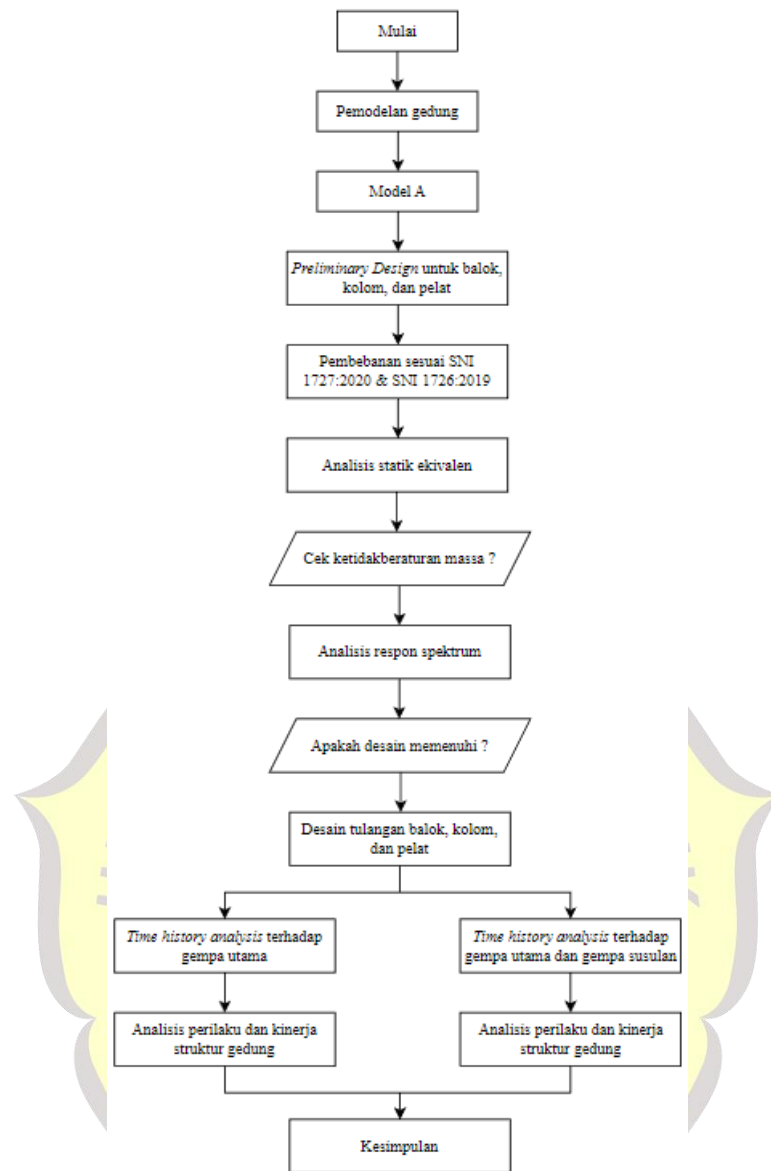 Mulai
Pemodelan gedung
Model A
Preliminary Design untuk balok,
kolom, dan pelat
Pembebanan sesuai SNI
1727:2020 & SNI 1726:2019
Analisis statik ekivalen
Cek ketidakberaturan massa ?
Analisis respon spektrum
Apakah desain memenuhi ?
Desain tulangan balok, kolom,
dan pelat
Time history analysis terhadap
gempa utama
Time history analysis terhadap
gempa utama dan gempa susulan
Analisis perilaku dan kinerja
struktur gedung
Analisis perilaku dan kinerja
struktur gedung
Kesimpulan